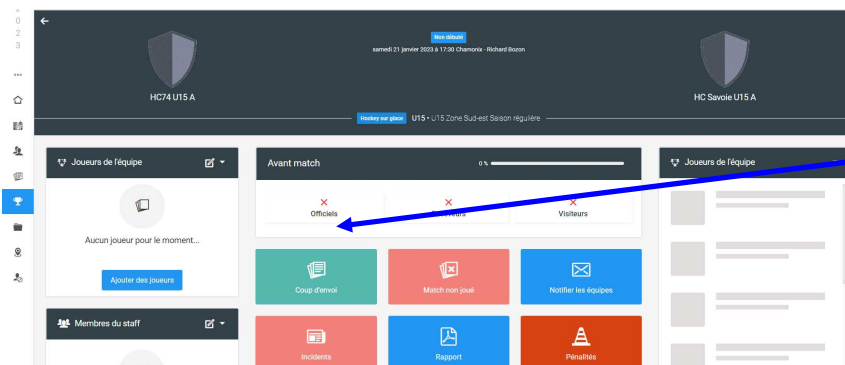 0
2
3
Non débuté
samedi 21 janvier 2023 à 17:30 Chamonix - Richard Bozon
HC74 U15 A
HC Savoie U15 A
Hockey sur glace U15 • U15 Zone Sud-est Saison régulière
Joueurs de l'équipe
Avant match
0 %
Joueurs de l'équipe
Officiels
Visiteurs
Aucun joueur pour le moment...
Ajouter des joueurs
Coup d'envoi
Match non joué
Notifier les équipes
Membres du staff
Incidents
Rapport
Pénalités